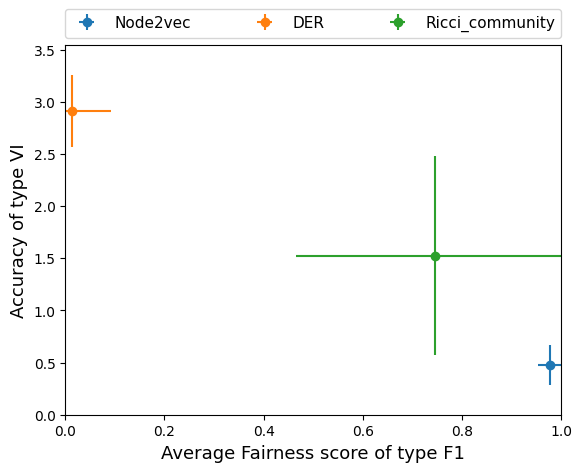 Node2vec DER Ricci_community
3.5
3.0
2.5
2.0
1.5
1.0
0.5
0.0
Accuracy of type VI
0.0 0.2 0.4 0.6 0.8 1.0
Average Fairness score of type F1